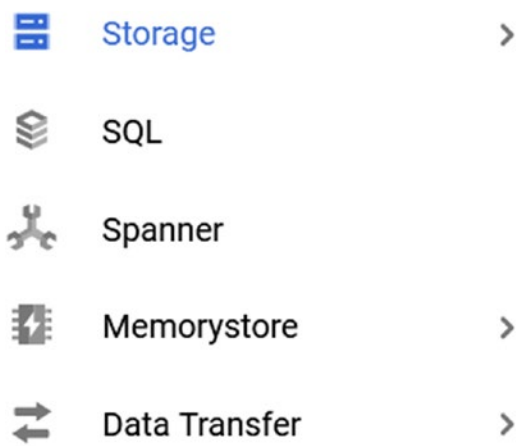 Storage
SQL
Spanner
Memorystore
Data Transfer